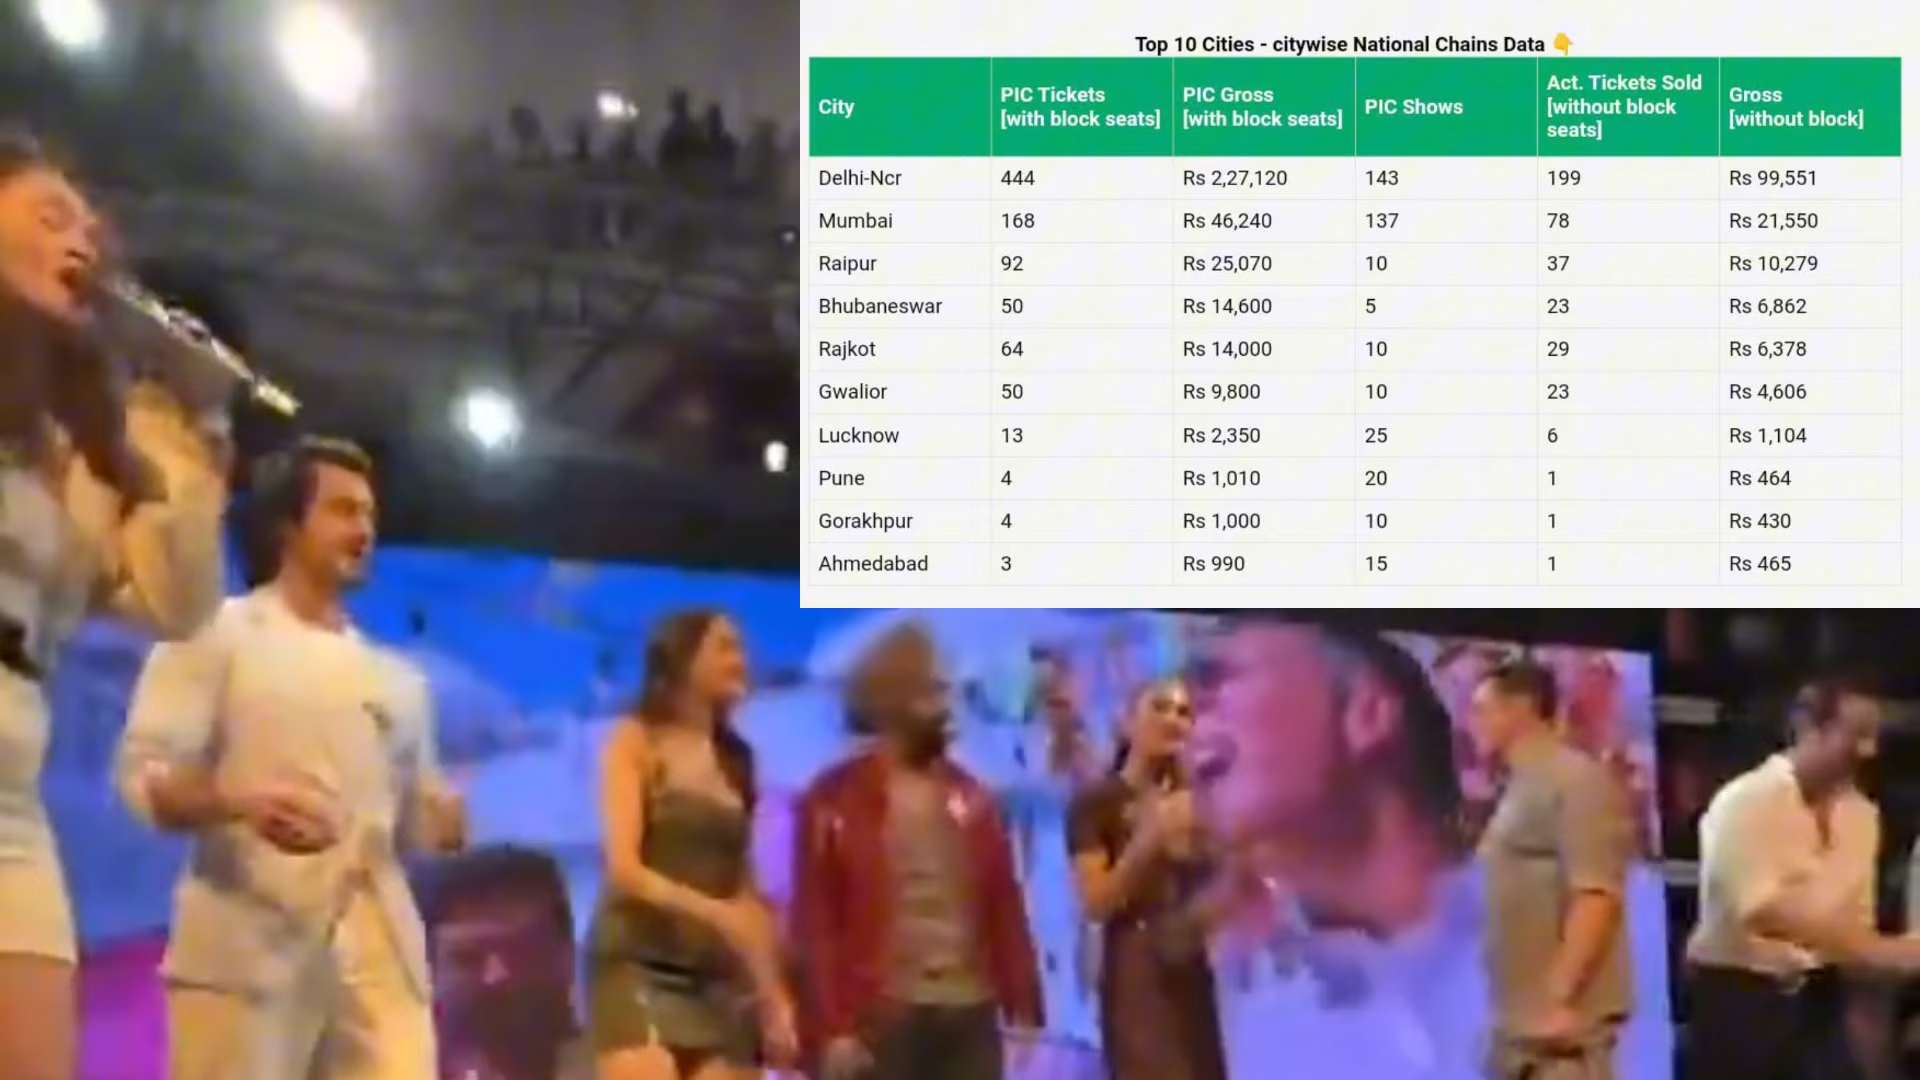 Top 10 Cities - citywise National Chains Data 👇
City PIC Tickets [with block seats] PIC Gross [with block seats] PIC Shows Act. Tickets Sold [without block seats] Gross [without block]
Delhi-Ncr 444 Rs 2,27,120 143 199 Rs 99,551
Mumbai 168 Rs 46,240 137 78 Rs 21,550
Raipur 92 Rs 25,070 10 37 Rs 10,279
Bhubaneswar 50 Rs 14,600 5 23 Rs 6,862
Rajkot 64 Rs 14,000 10 29 Rs 6,378
Gwalior 50 Rs 9,800 10 23 Rs 4,606
Lucknow 13 Rs 2,350 25 6 Rs 1,104
Pune 4 Rs 1,010 20 1 Rs 464
Gorakhpur 4 Rs 1,000 10 1 Rs 430
Ahmedabad 3 Rs 990 15 1 Rs 465